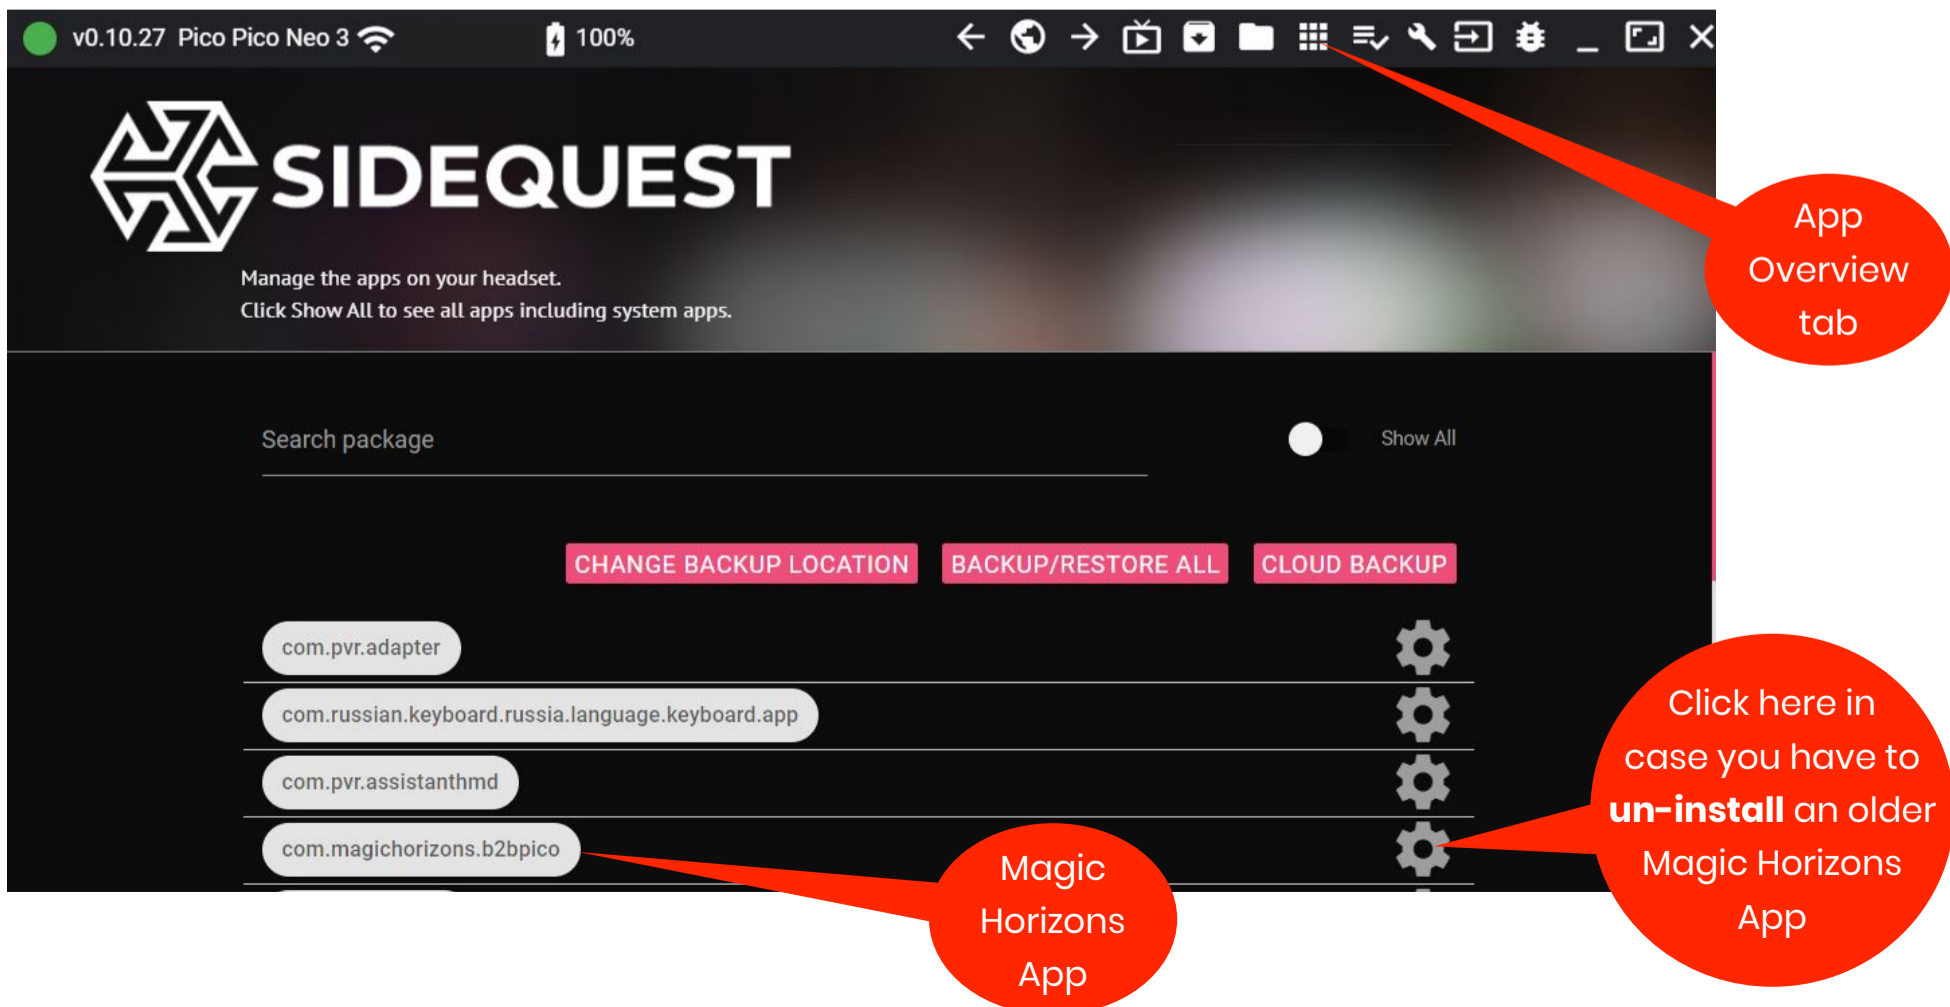 v0.10.27 Pico Pico Neo 3 100%
SIDEQUEST
Manage the apps on your headset.
Click Show All to see all apps including system apps.
App
Overview
tab
Search package
Show All
CHANGE BACKUP LOCATION BACKUP/RESTORE ALL CLOUD BACKUP
com.pvr.adapter
com.russian.keyboard.russia.language.keyboard.app
com.pvr.assistanthmd
com.magichorizons.b2bpico
Magic
Horizons
App
Click here in
case you have to
un-install an older
Magic Horizons
App